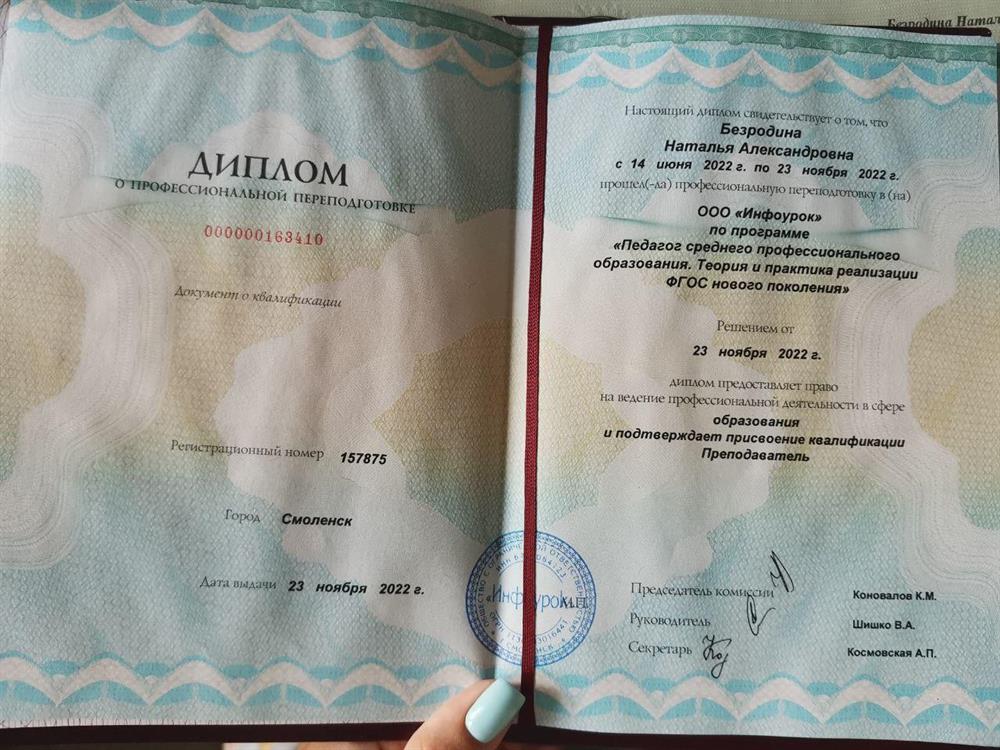 ДИПЛОМ
О ПРОФЕССИОНАЛЬНОЙ ПЕРЕПОДГОТОВКЕ
000000163410
Документ о квалификации
Регистрационный номер 157875
Город Смоленск
Дата выдачи 23 ноября 2022 г.
Безродина Натал
Настоящий диплом свидетельствует о том, что
Безродина
Наталья Александровна
с 14 июня 2022 г. по 23 ноября 2022 г.
прошел(-ла) профессиональную переподготовку в (на)
ООО «Инфоурок»
по программе
«Педагог среднего профессионального
образования. Теория и практика реализации
ФГОС нового поколения»
Решением от
23 ноября 2022 г.
диплом предоставляет право
на ведение профессиональной деятельности в сфере
образования
и подтверждает присвоение квалификации
Преподаватель
Председатель комиссии Коновалов К.М.
Руководитель Шишко В.А.
Секретарь Космовская А.П.
М.П.
«Инфоурок»